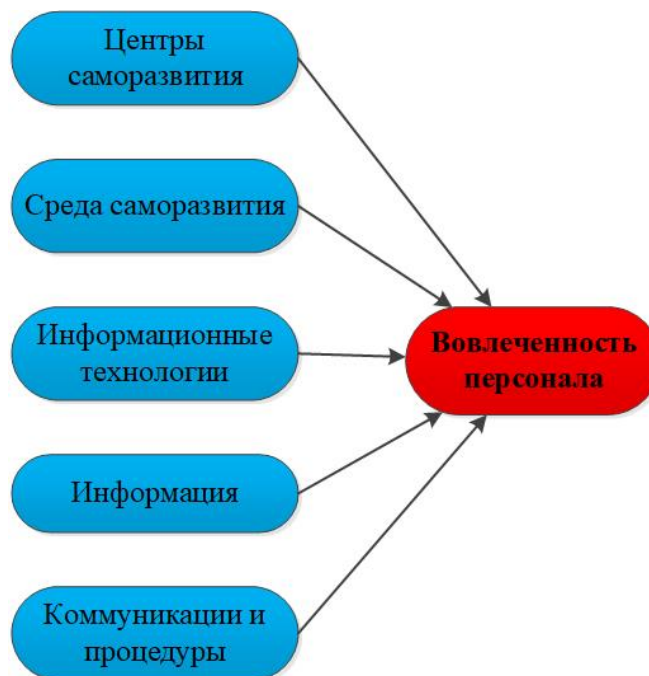 Центры
саморазвития
Среда саморазвития
Информационные
технологии
Вовлеченность
персонала
Информация
Коммуникации и
процедуры